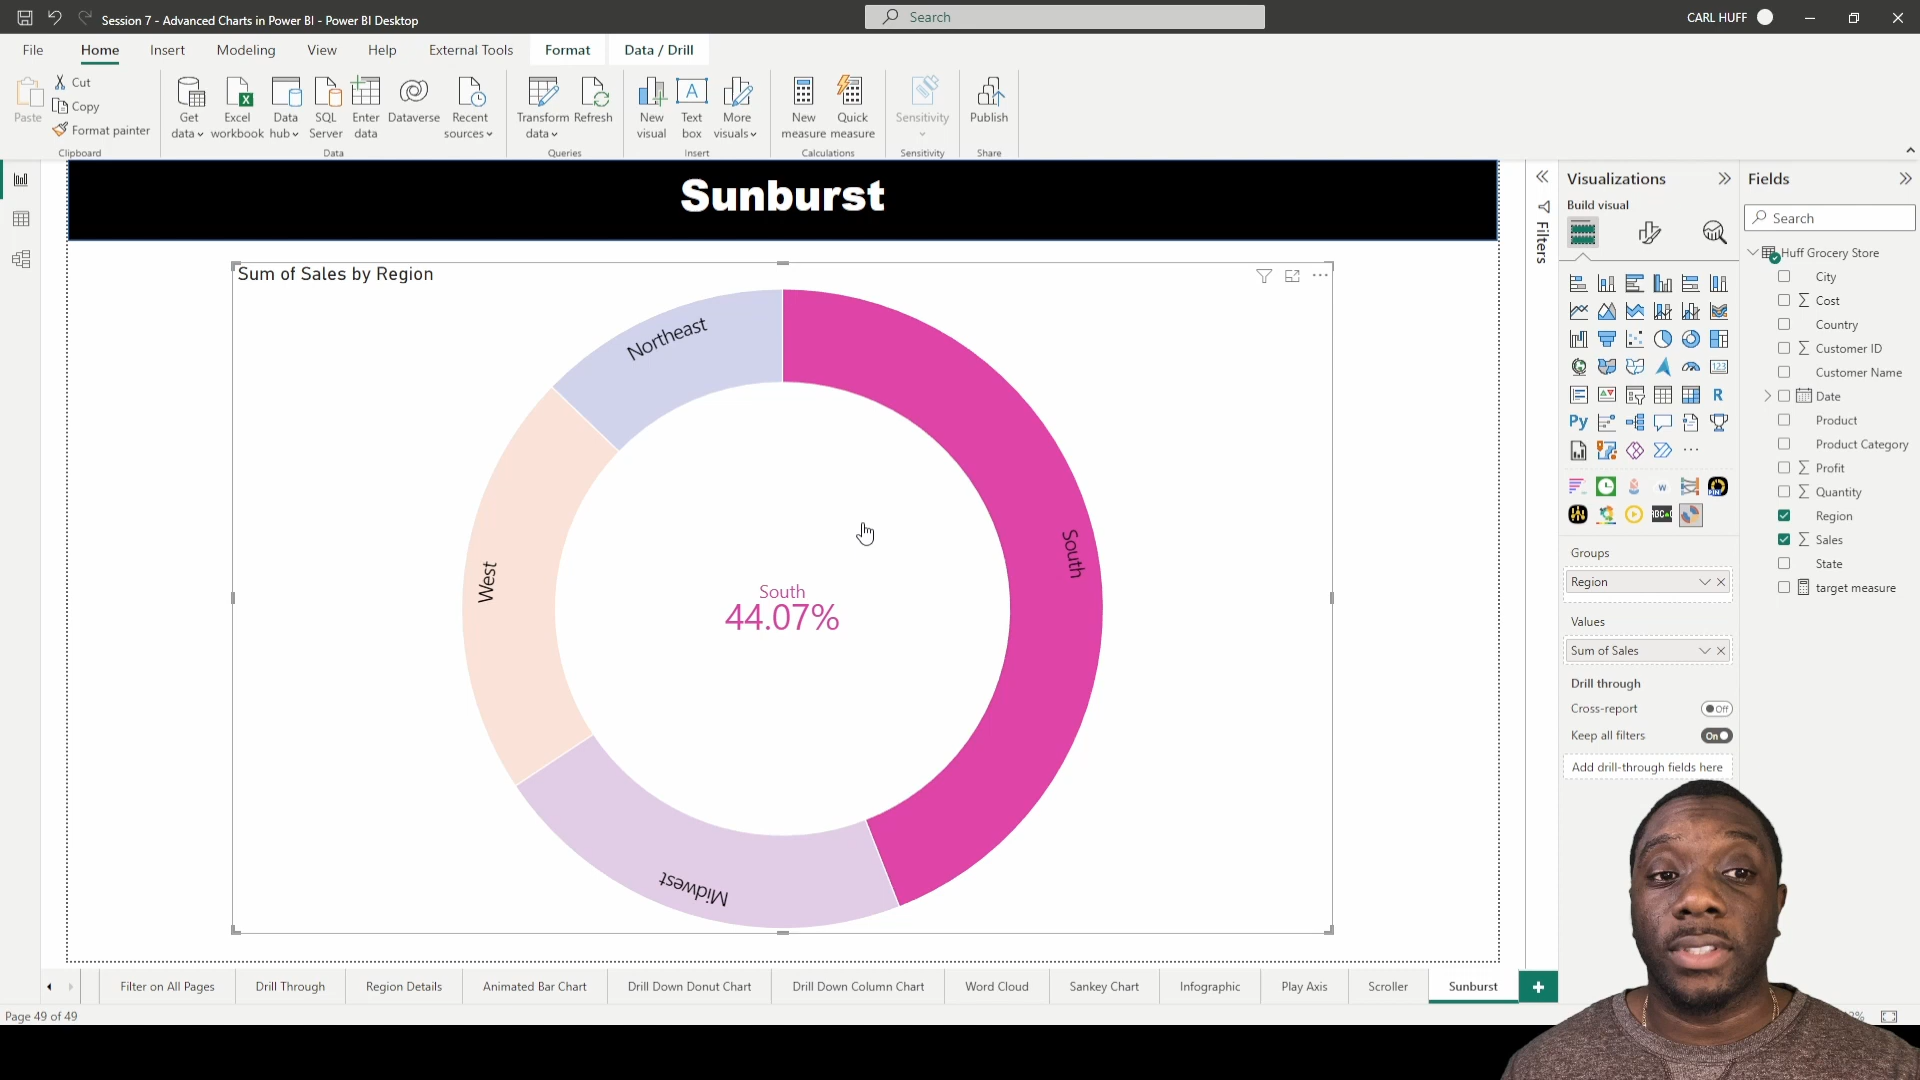 Session 7 - Advanced Charts in Power BI - Power BI Desktop
Search
CARL HUFF
File
Home
Insert
Modeling
View
Help
External Tools
Format
Data / Drill
Paste
Cut
Copy
Format painter
Clipboard
Get data
Excel workbook
Data hub
SQL Server
Enter data
Dataverse
Recent sources
Data
Transform data
Refresh
Queries
New visual
Text box
More visuals
Insert
New measure
Quick measure
Calculations
Sensitivity
Sensitivity
Publish
Share
Sunburst
Sum of Sales by Region
Northeast
South
West
Midwest
South
44.07%
Filters
Visualizations
Build visual
123
R
Py
Groups
Region
Values
Sum of Sales
Drill through
Cross-report
Off
Keep all filters
On
Add drill-through fields here
Fields
Search
Huff Grocery Store
City
Cost
Country
Customer ID
Customer Name
Date
Product
Product Category
Profit
Quantity
Region
Sales
State
target measure
Filter on All Pages
Drill Through
Region Details
Animated Bar Chart
Drill Down Donut Chart
Drill Down Column Chart
Word Cloud
Sankey Chart
Infographic
Play Axis
Scroller
Sunburst
Page 49 of 49